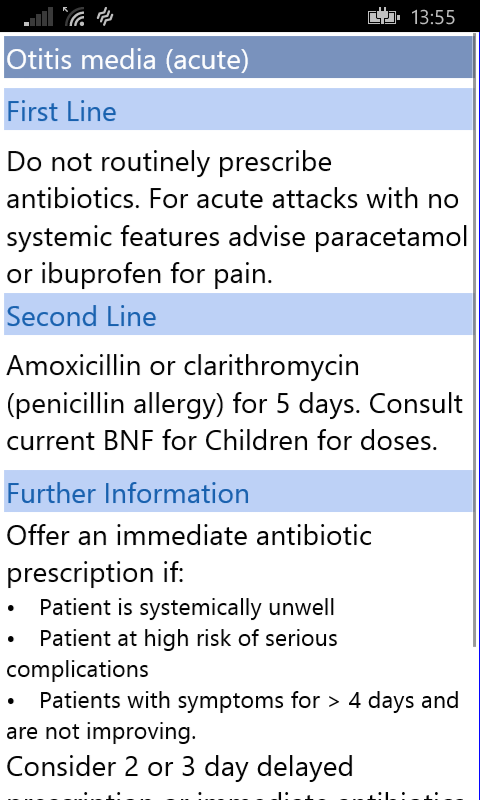 13:55
Otitis media (acute)
First Line
Do not routinely prescribe
antibiotics. For acute attacks with no
systemic features advise paracetamol
or ibuprofen for pain.
Second Line
Amoxicillin or clarithromycin
(penicillin allergy) for 5 days. Consult
current BNF for Children for doses.
Further Information
Offer an immediate antibiotic
prescription if:
• Patient is systemically unwell
• Patient at high risk of serious
complications
• Patients with symptoms for > 4 days and
are not improving.
Consider 2 or 3 day delayed
prescription or immediate antibiotics